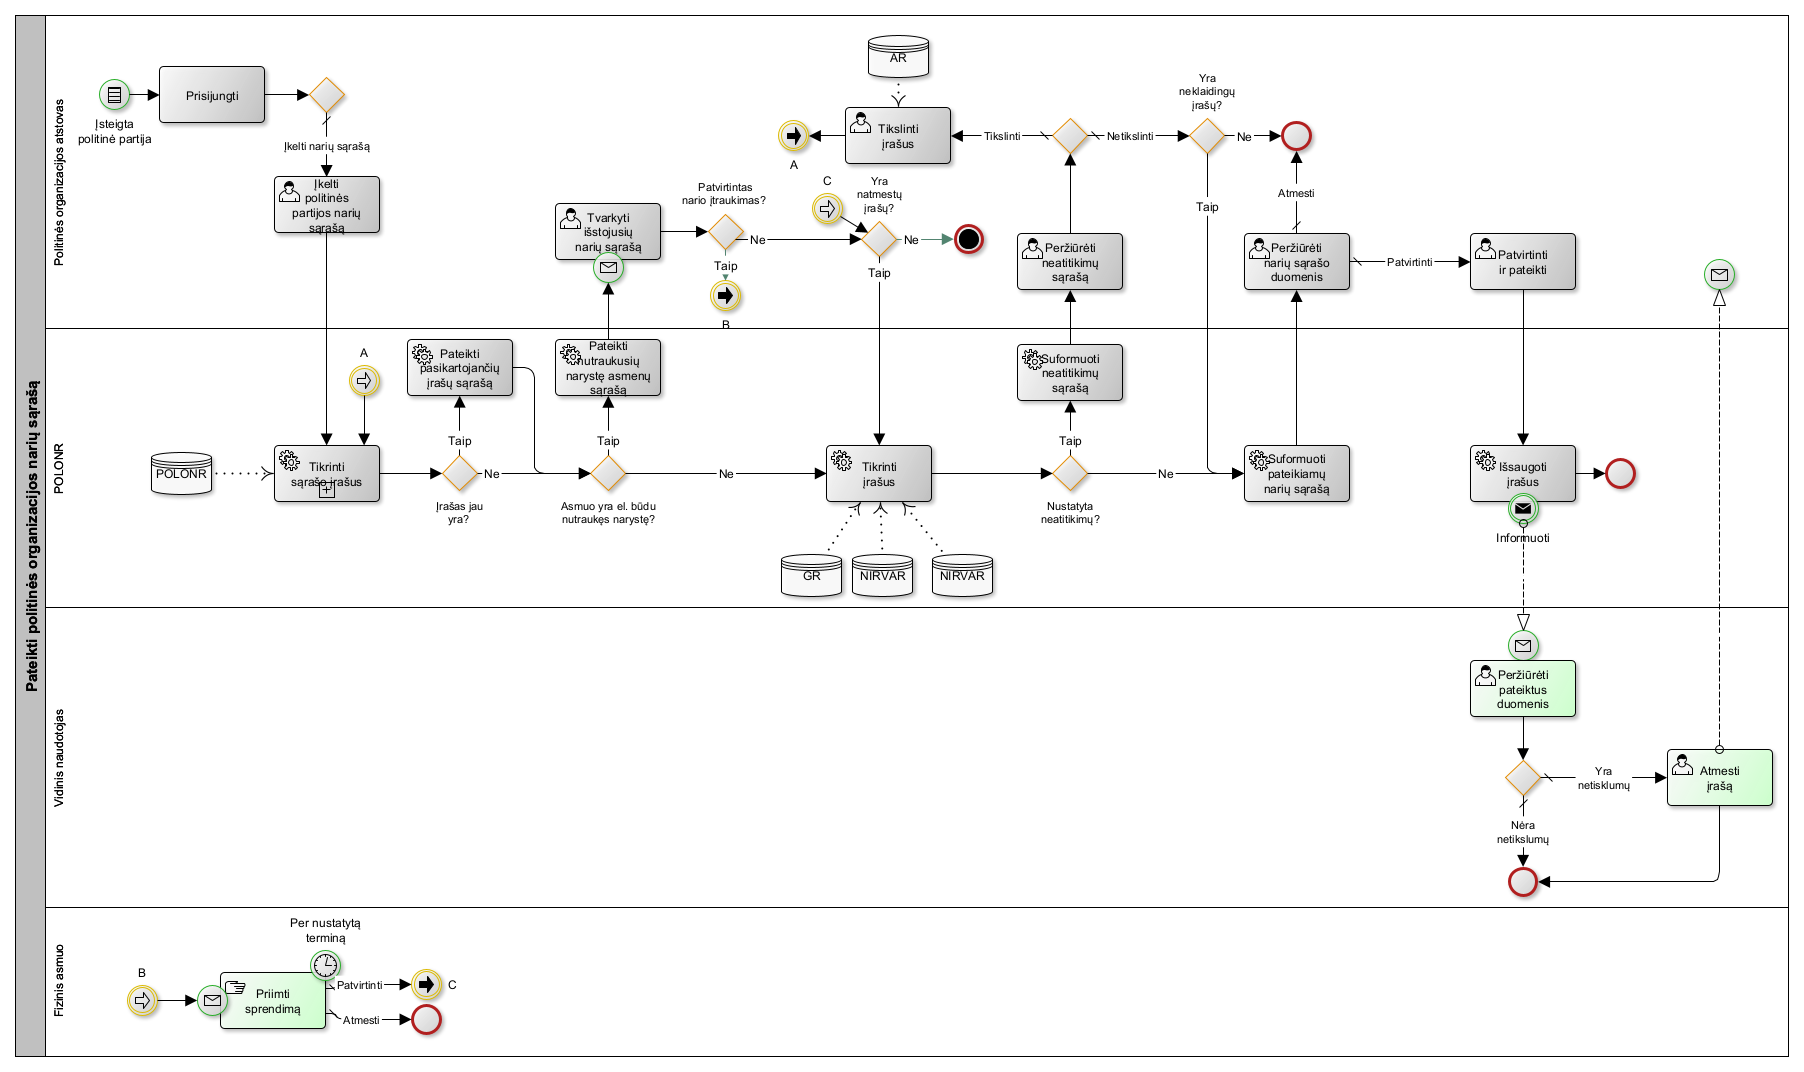 Pateikti politinės organizacijos narių sąrašą
Politinės organizacijos atstovas
Įsteigta
politinė partija
Prisijungti
Įkelti narių sąrašą
Įkelti
politinės
partijos narių
sąrašą
Tvarkyti
išstojusių
narių sąrašą
Patvirtintas
nario įtraukimas?
Ne
Taip
B
AR
Tikslinti
įrašus
A
C
Yra
natmestų
įrašų?
Ne
Taip
Tikslinti
Netikslinti
Yra
neklaidingų
įrašų?
Ne
Taip
Peržiūrėti
neatitikimų
sąrašą
Atmesti
Peržiūrėti
narių sąrašo
duomenis
Patvirtinti
Patvirtinti
ir pateikti
POLONR
POLONR
A
Tikrinti
sąrašo įrašus
Pateikti
pasikartojančių
įrašų sąrašą
Taip
Ne
Įrašas jau
yra?
Pateikti
nutraukusių
narystę asmenų
sąrašą
Taip
Ne
Asmuo yra el. būdu
nutraukęs narystę?
Tikrinti
įrašus
GR
NIRVAR
NIRVAR
Suformuoti
neatitikimų
sąrašą
Taip
Ne
Nustatyta
neatitikimų?
Suformuoti
pateikiamų
narių sąrašą
Išsaugoti
įrašus
Informuoti
Vidinis naudotojas
Peržiūrėti
pateiktus
duomenis
Yra
netisklumų
Atmesti
įrašą
Nėra
netikslumų
Fizinis asmuo
B
Per nustatytą
terminą
Priimti
sprendimą
Patvirtinti
C
Atmesti